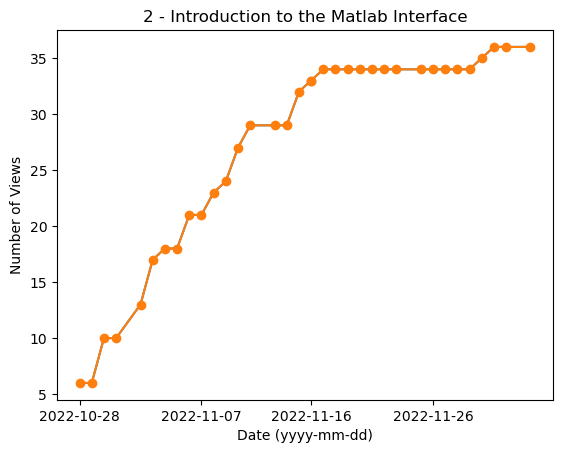 2 - Introduction to the Matlab Interface
35
30
25
20
15
10
5
Number of Views
2022-10-28 2022-11-07 2022-11-16 2022-11-26
Date (yyyy-mm-dd)